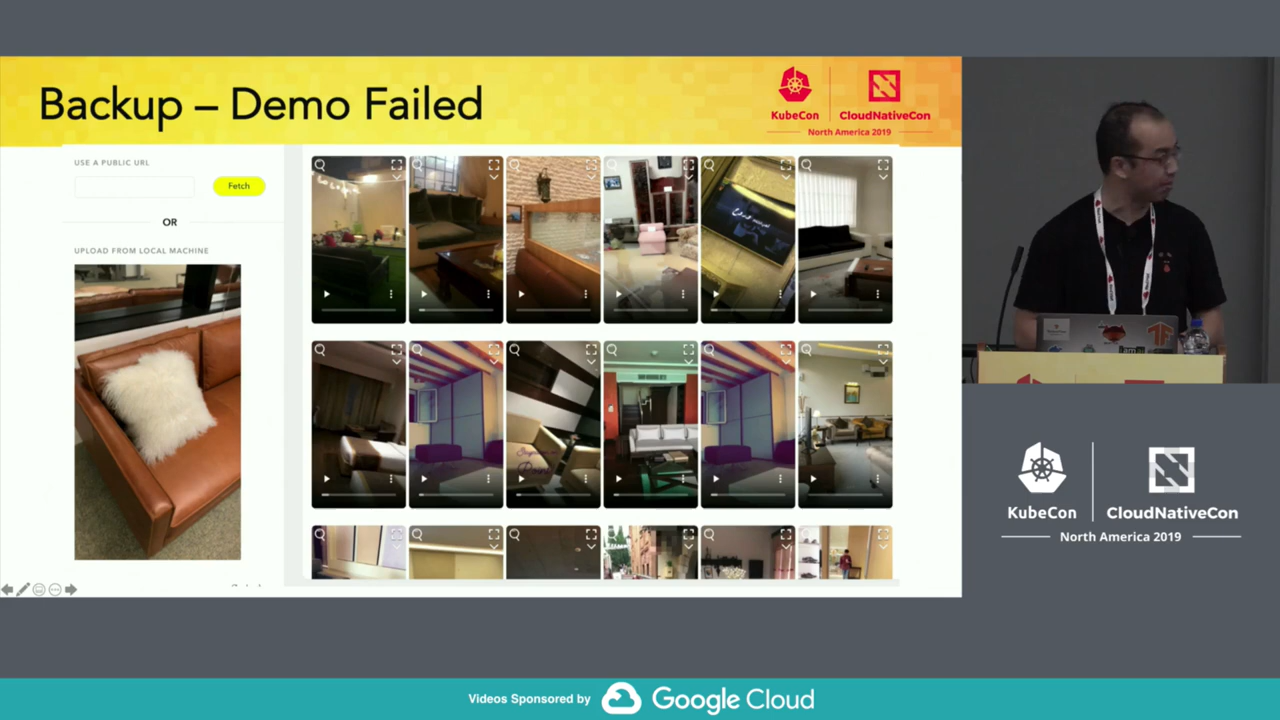 Backup – Demo Failed
KubeCon
CloudNativeCon
North America 2019
USE A PUBLIC URL
Fetch
OR
UPLOAD FROM LOCAL MACHINE
KubeCon
CloudNativeCon
North America 2019
Videos Sponsored by Google Cloud